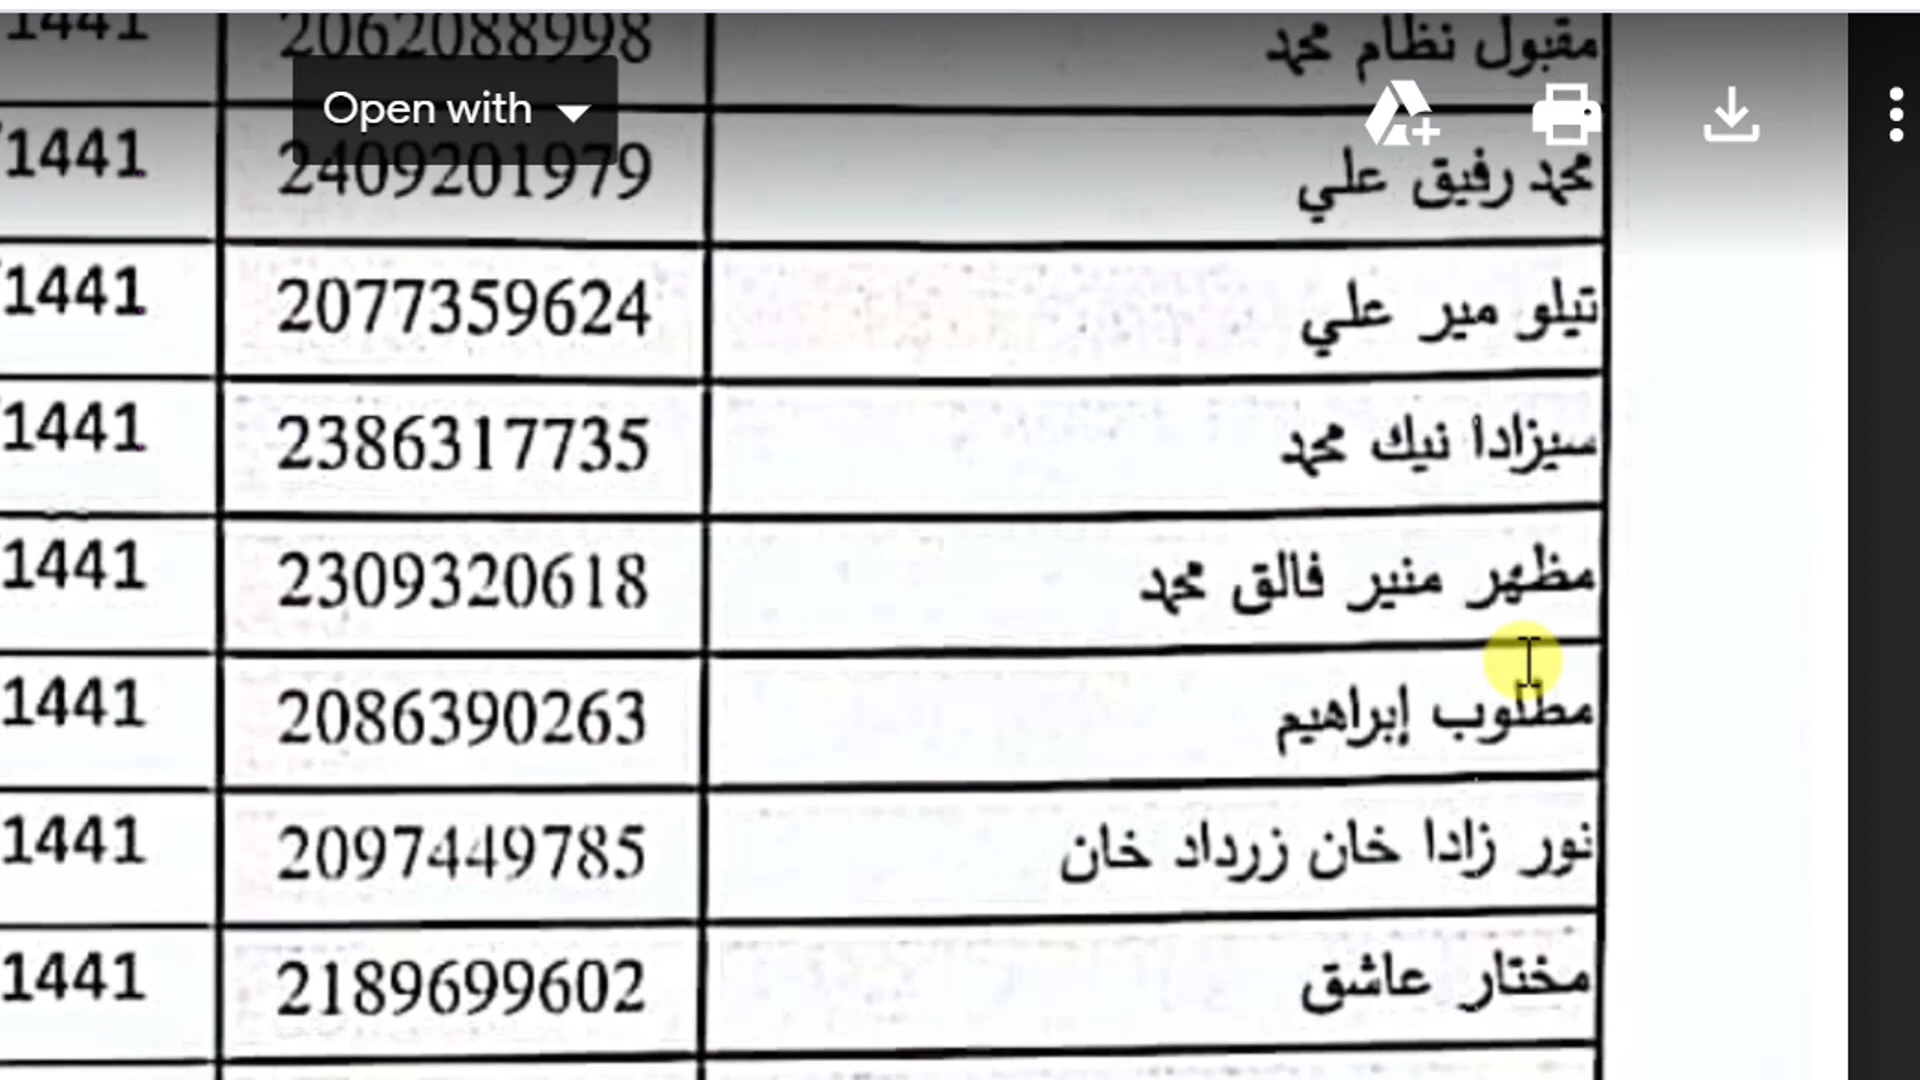 مقبول نظام محمد 2062088998 1441
Open with
محمد رفيق علي 2409201979 /1441
تيلو مير علي 2077359624 /1441
سيزادا نيك محمد 2386317735 /1441
مظهر منير فالق محمد 2309320618 1441
مطلوب إبراهيم 2086390263 1441
نور زادا خان زرداد خان 2097449785 1441
مختار عاشق 2189699602 1441